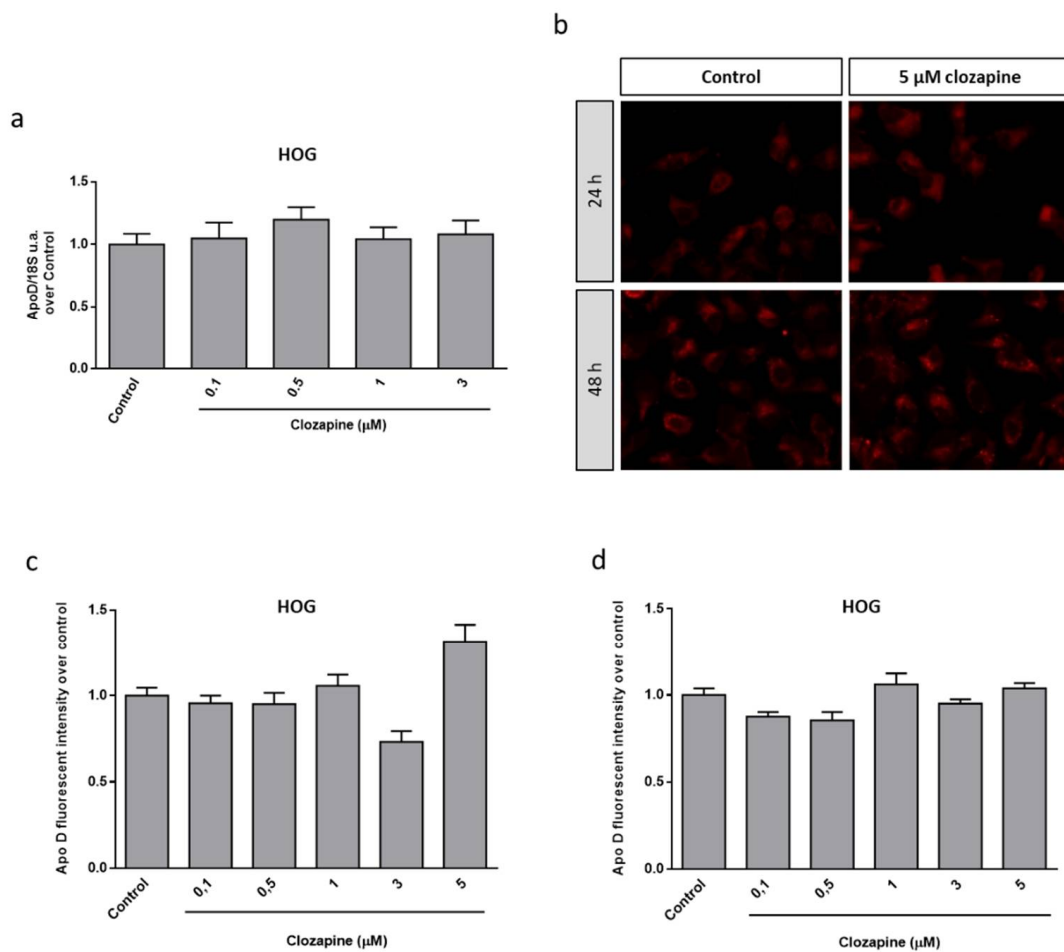 a
HOG
ApoD/18S u.a.
over Control
1.5
1.0
0.5
0.0
Control
0.1
0.5
1
3
Clozapine (μM)
b
Control
5 μM clozapine
24 h
48 h
c
HOG
Apo D fluorescent intensity over control
1.5
1.0
0.5
0.0
Control
0,1
0,5
1
3
5
Clozapine (μM)
d
HOG
Apo D fluorescent intensity over control
1.5
1.0
0.5
0.0
Control
0,1
0,5
1
3
5
Clozapine (μM)